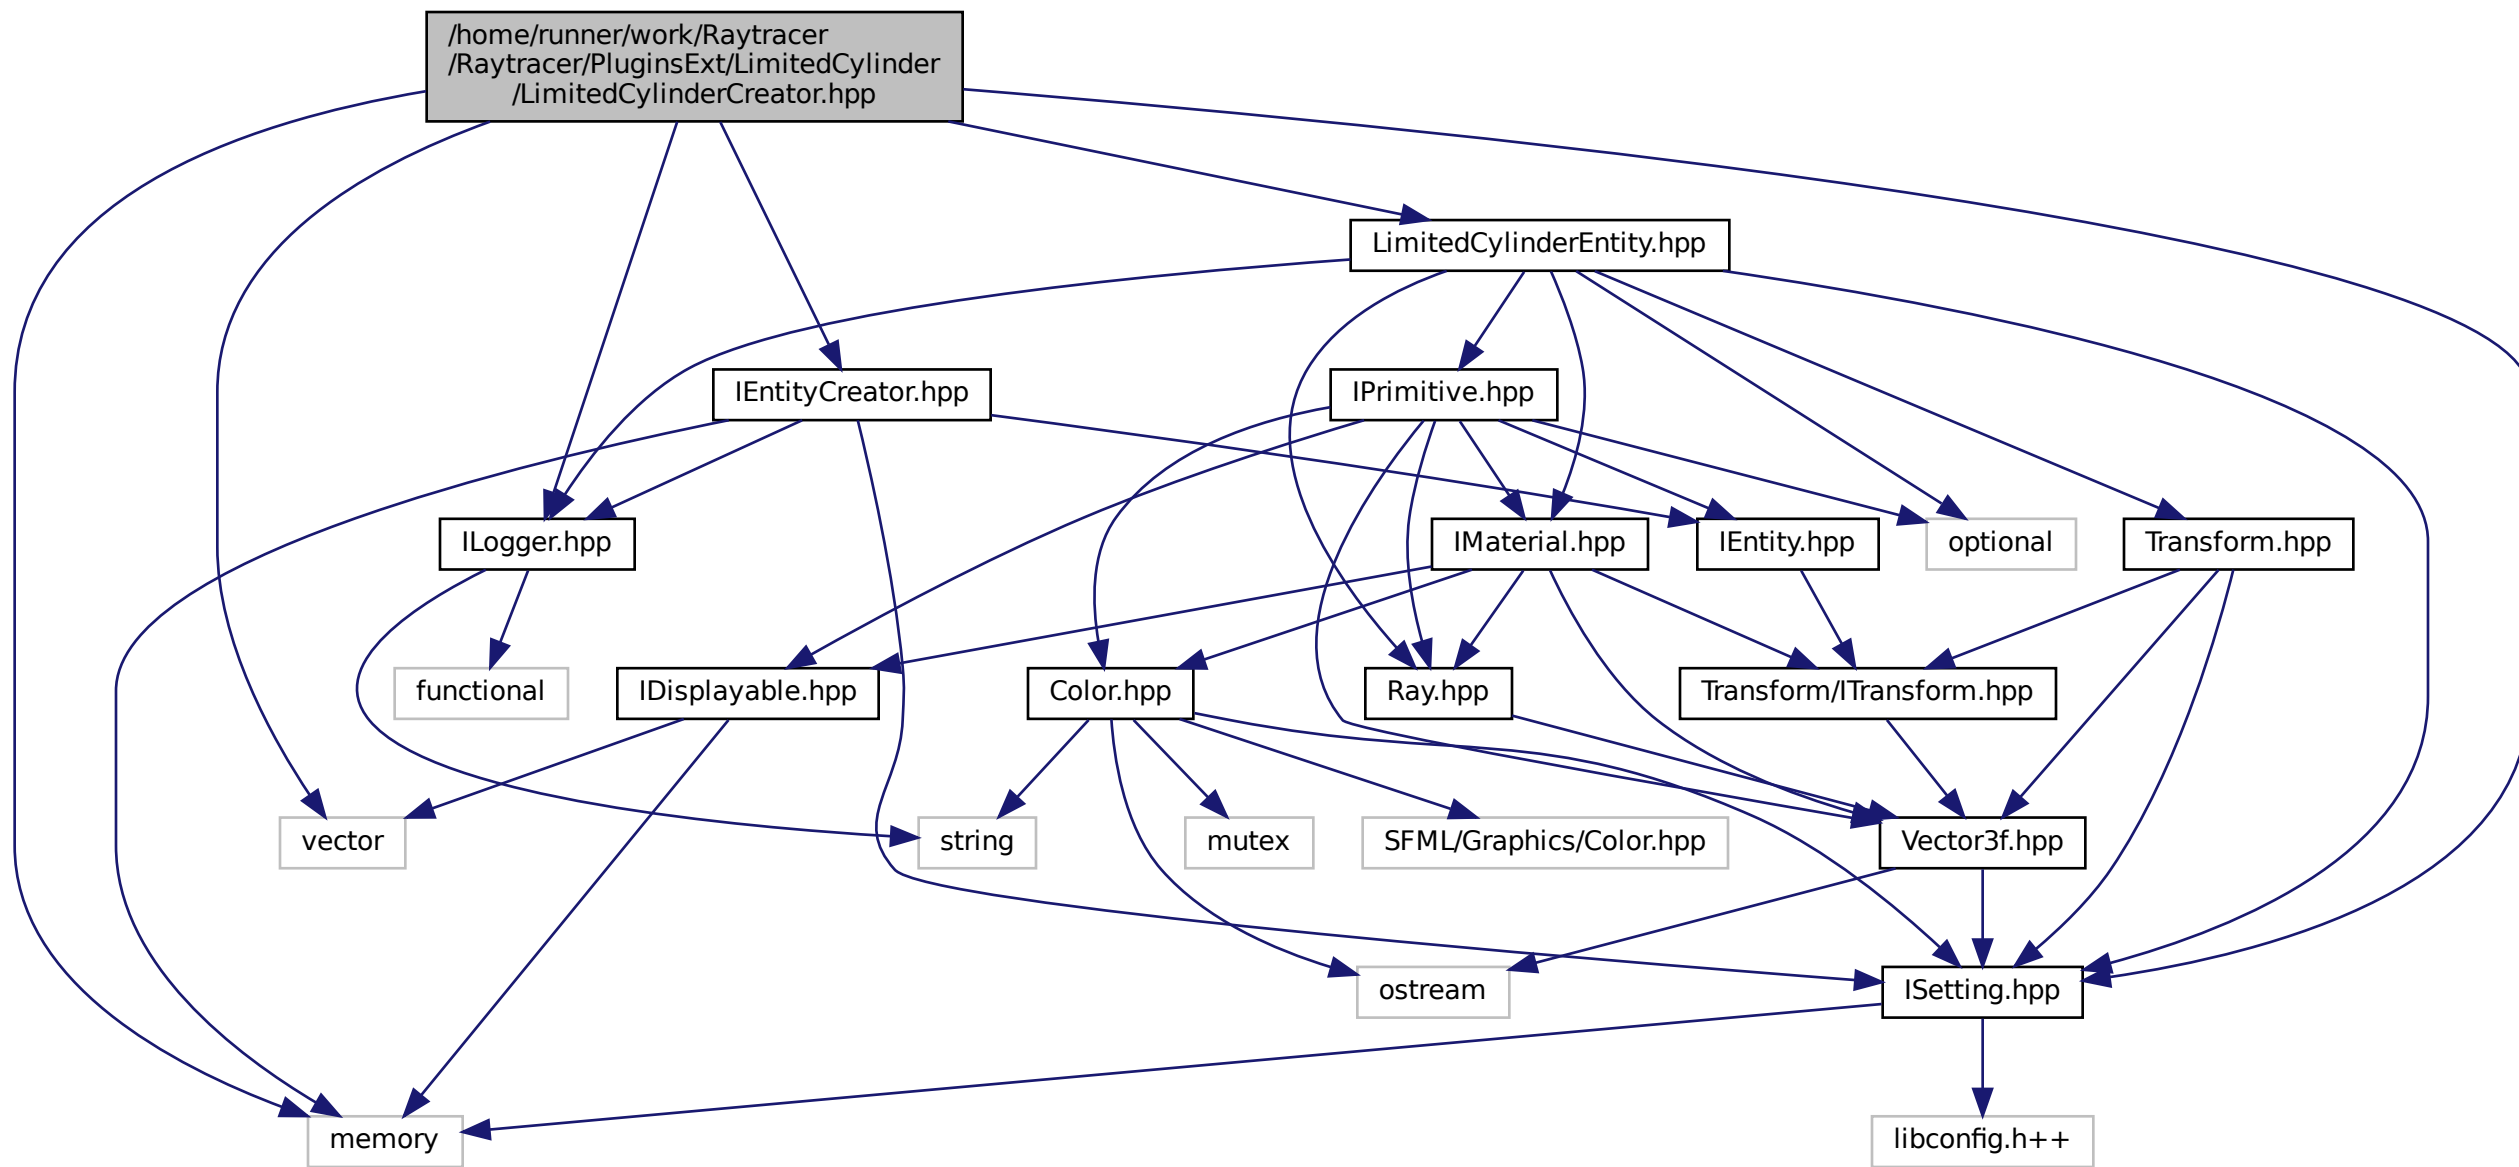 /home/runner/work/Raytracer
/Raytracer/PluginsExt/LimitedCylinder
/LimitedCylinderCreator.hpp
LimitedCylinderEntity.hpp
IEntityCreator.hpp
IPrimitive.hpp
ILogger.hpp
IMaterial.hpp
IEntity.hpp
optional
Transform.hpp
functional
IDisplayable.hpp
Color.hpp
Ray.hpp
Transform/ITransform.hpp
vector
string
mutex
SFML/Graphics/Color.hpp
Vector3f.hpp
ostream
ISetting.hpp
memory
libconfig.h++